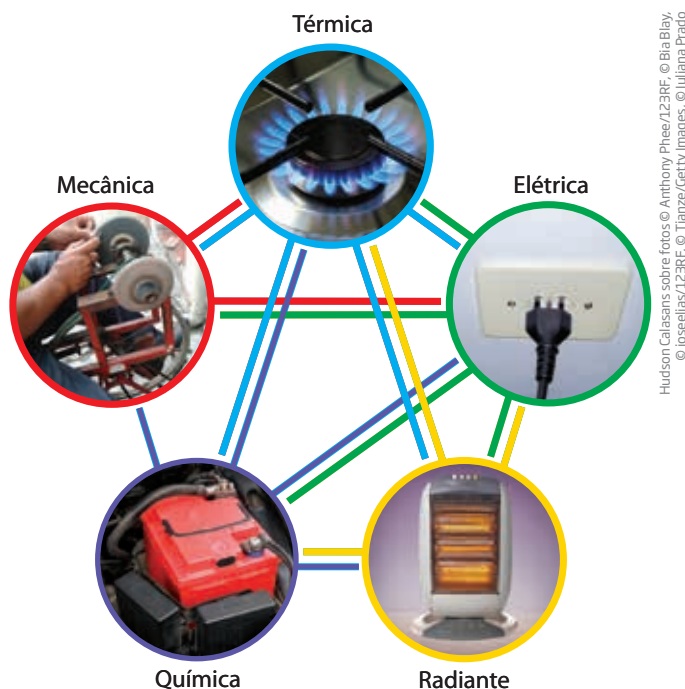 Térmica
Mecânica
Elétrica
Química
Radiante
Hudson Calasans sobre fotos © Anthony Phee/123RF, © Bia Blay,
© joseelias/123RF, © Tianze/Getty Images, © Juliana Prado